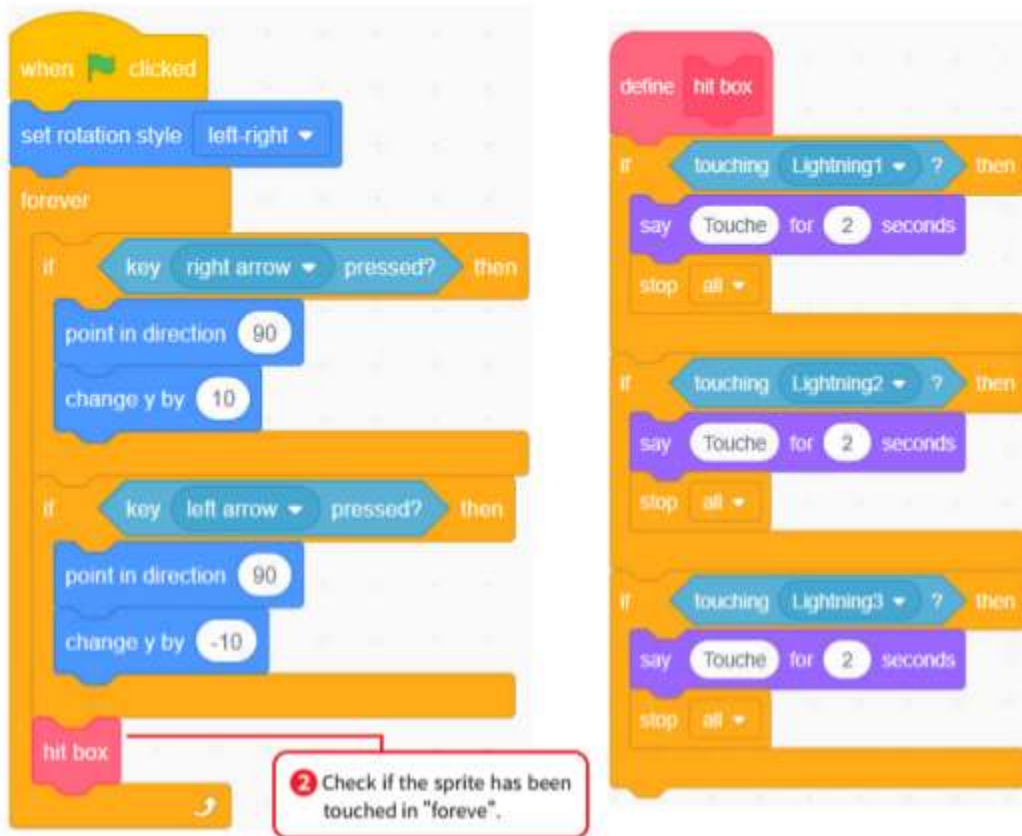 when clicked
set rotation style left-right
forever
if key right arrow pressed? then
point in direction 90
change y by 10
if key left arrow pressed? then
point in direction 90
change y by -10
hit box
2 Check if the sprite has been
touched in "foreve".
define hit box
if touching Lightning1 ? then
say Touche for 2 seconds
stop all
if touching Lightning2 ? then
say Touche for 2 seconds
stop all
if touching Lightning3 ? then
say Touche for 2 seconds
stop all